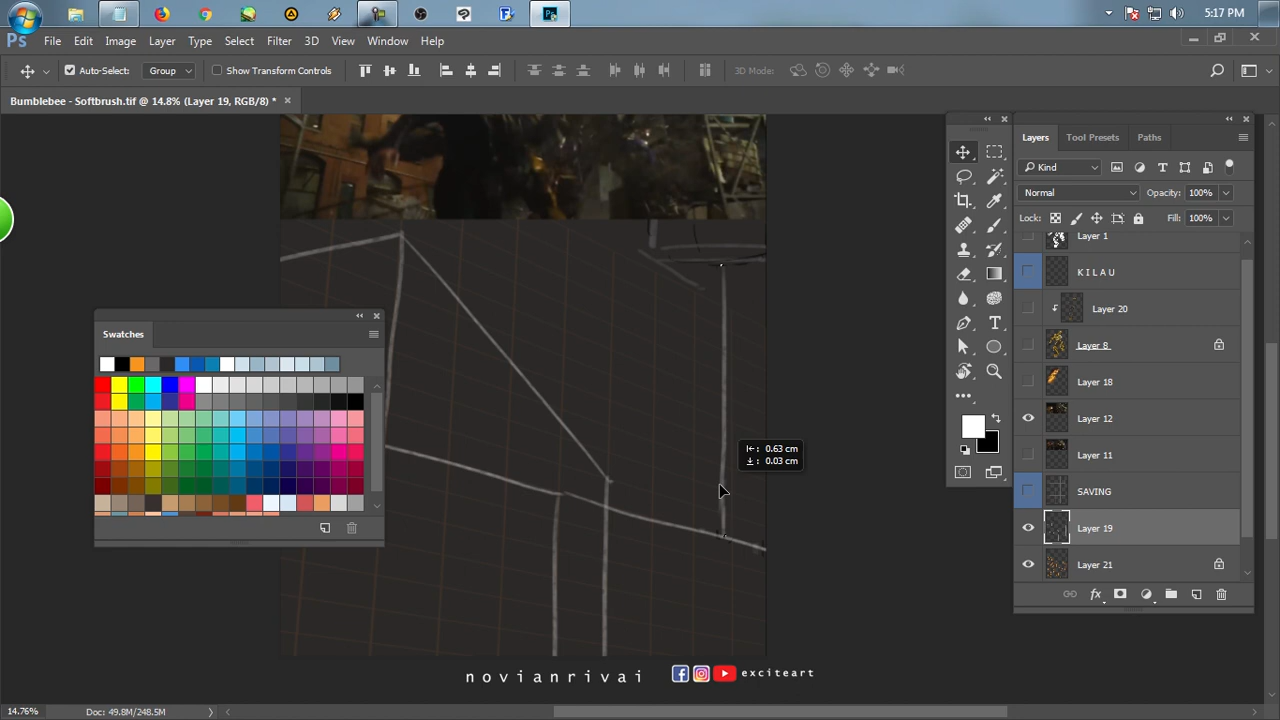 5:17 PM
Ps File Edit Image Layer Type Select Filter 3D View Window Help
Auto-Select: Group Show Transform Controls 3D Mode:
Bumblebee - Softbrush.tif @ 14.8% (Layer 19, RGB/8) *
Layers Tool Presets Paths
Kind
Normal Opacity: 100%
Lock: Fill: 100%
Layer 1
K I L A U
Layer 20
Layer 8
Layer 18
Layer 12
Layer 11
SAVING
Layer 19
Layer 21
Swatches
0.63 cm
0.03 cm
novianrivai exciteart
14.76% Doc: 49.8M/248.5M